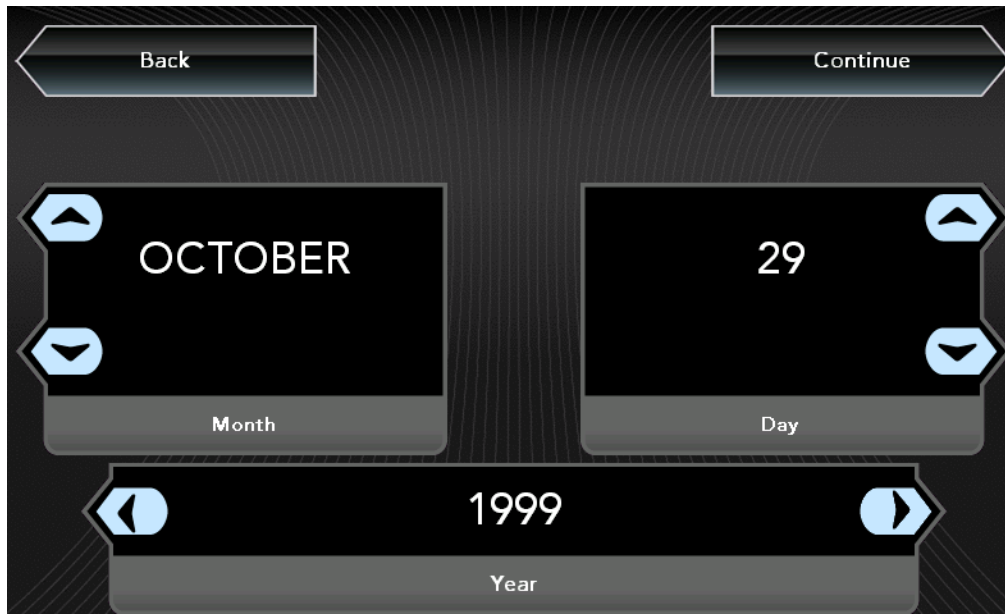 Back
Continue
OCTOBER
Month
29
Day
1999
Year